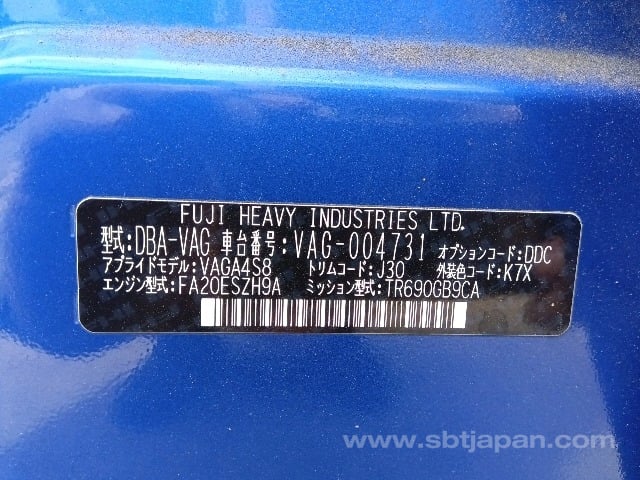 FUJI HEAVY INDUSTRIES LTD.
型式:DBA-VAG 車台番号:VAG-004731 オプションコード:DDC
アプライドモデル:VAGA4S8 トリムコード:J30 外装色コード:K7X
エンジン型式:FA20ESZH9A ミッション型式:TR690GB9CA
www.sbtjapan.com